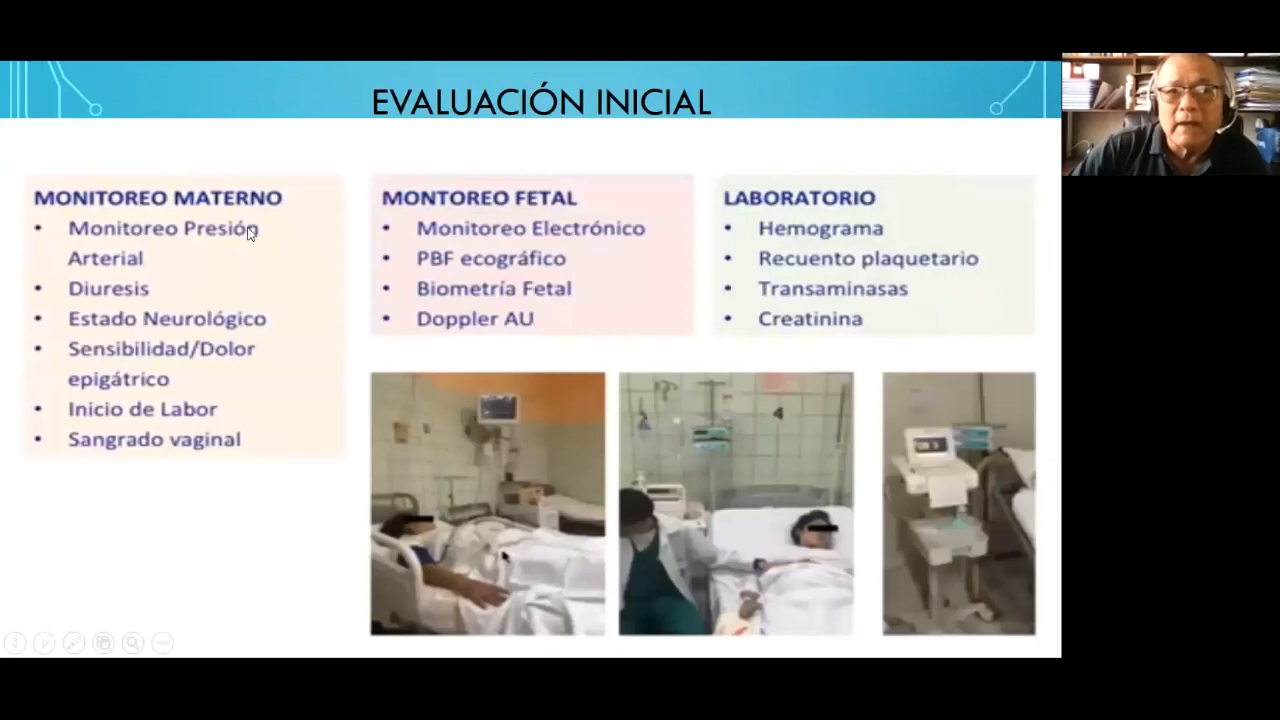 EVALUACIÓN INICIAL
MONITOREO MATERNO
• Monitoreo Presión
Arterial
• Diuresis
• Estado Neurológico
• Sensibilidad/Dolor
epigátrico
• Inicio de Labor
• Sangrado vaginal
MONTOREO FETAL
• Monitoreo Electrónico
• PBF ecográfico
• Biometría Fetal
• Doppler AU
LABORATORIO
• Hemograma
• Recuento plaquetario
• Transaminasas
• Creatinina
4